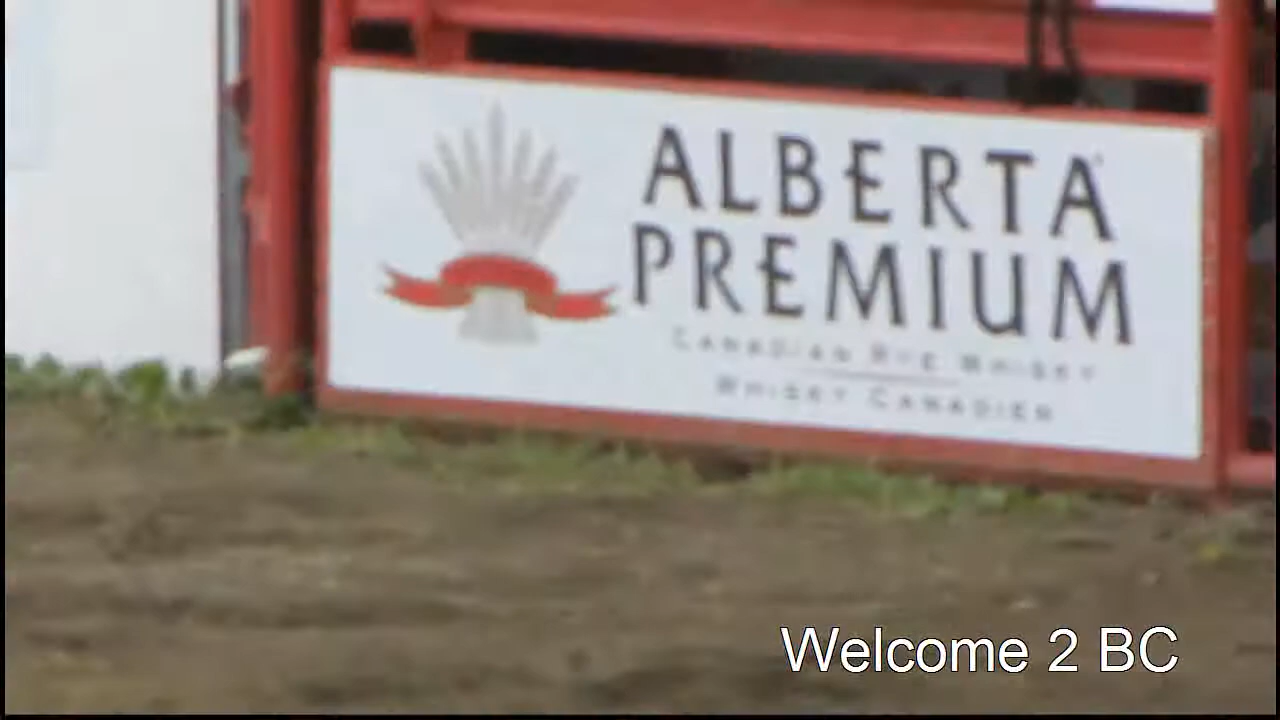 ALBERTA
PREMIUM
CANADIAN RYE WHISKY
WHISKY CANADIEN
Welcome 2 BC